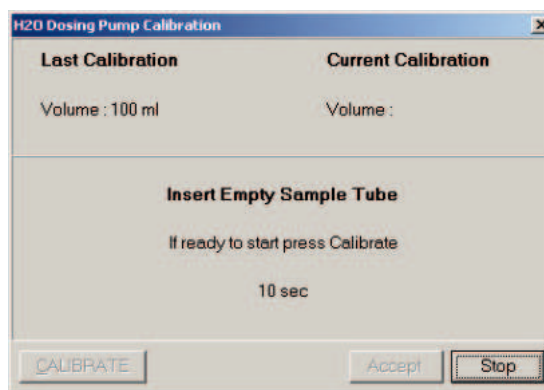 H2O Dosing Pump Calibration
Last Calibration Current Calibration
Volume : 100 ml Volume :
Insert Empty Sample Tube
If ready to start press Calibrate
10 sec
CALIBRATE Accept Stop